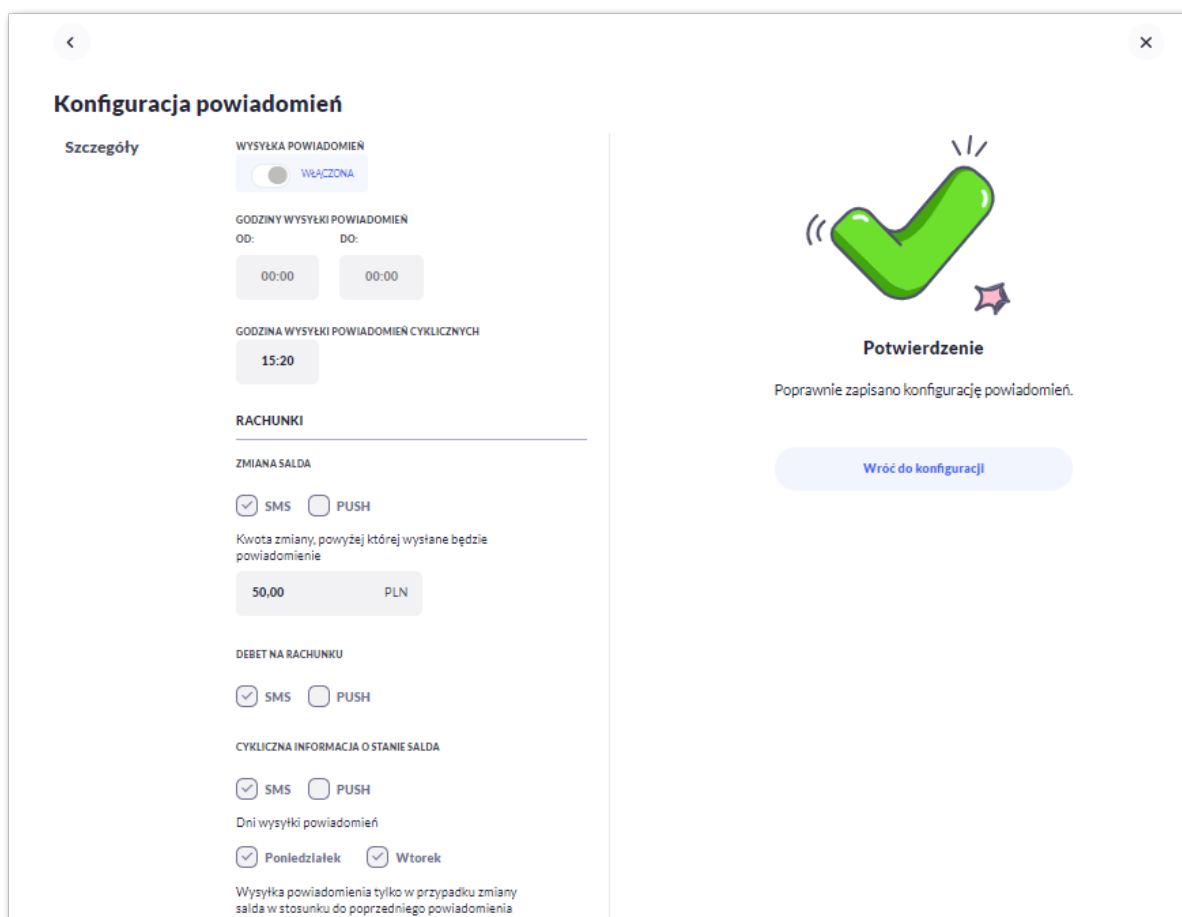 Konfiguracja powiadomień
Szczegóły
WYSYŁKA POWIADOMIEŃ
WŁĄCZONA
GODZINY WYSYŁKI POWIADOMIEŃ
OD: DO:
00:00 00:00
GODZINA WYSYŁKI POWIADOMIEŃ CYKLICZNYCH
15:20
RACHUNKI
ZMIANA SALDA
SMS PUSH
Kwota zmiany, powyżej której wysłane będzie
powiadomienie
50,00 PLN
DEBET NA RACHUNKU
SMS PUSH
CYKLICZNA INFORMACJA O STANIE SALDA
SMS PUSH
Dni wysyłki powiadomień
Poniedziałek Wtorek
Wysyłka powiadomienia tylko w przypadku zmiany
salda w stosunku do poprzedniego powiadomienia
Potwierdzenie
Poprawnie zapisano konfigurację powiadomień.
Wróć do konfiguracji